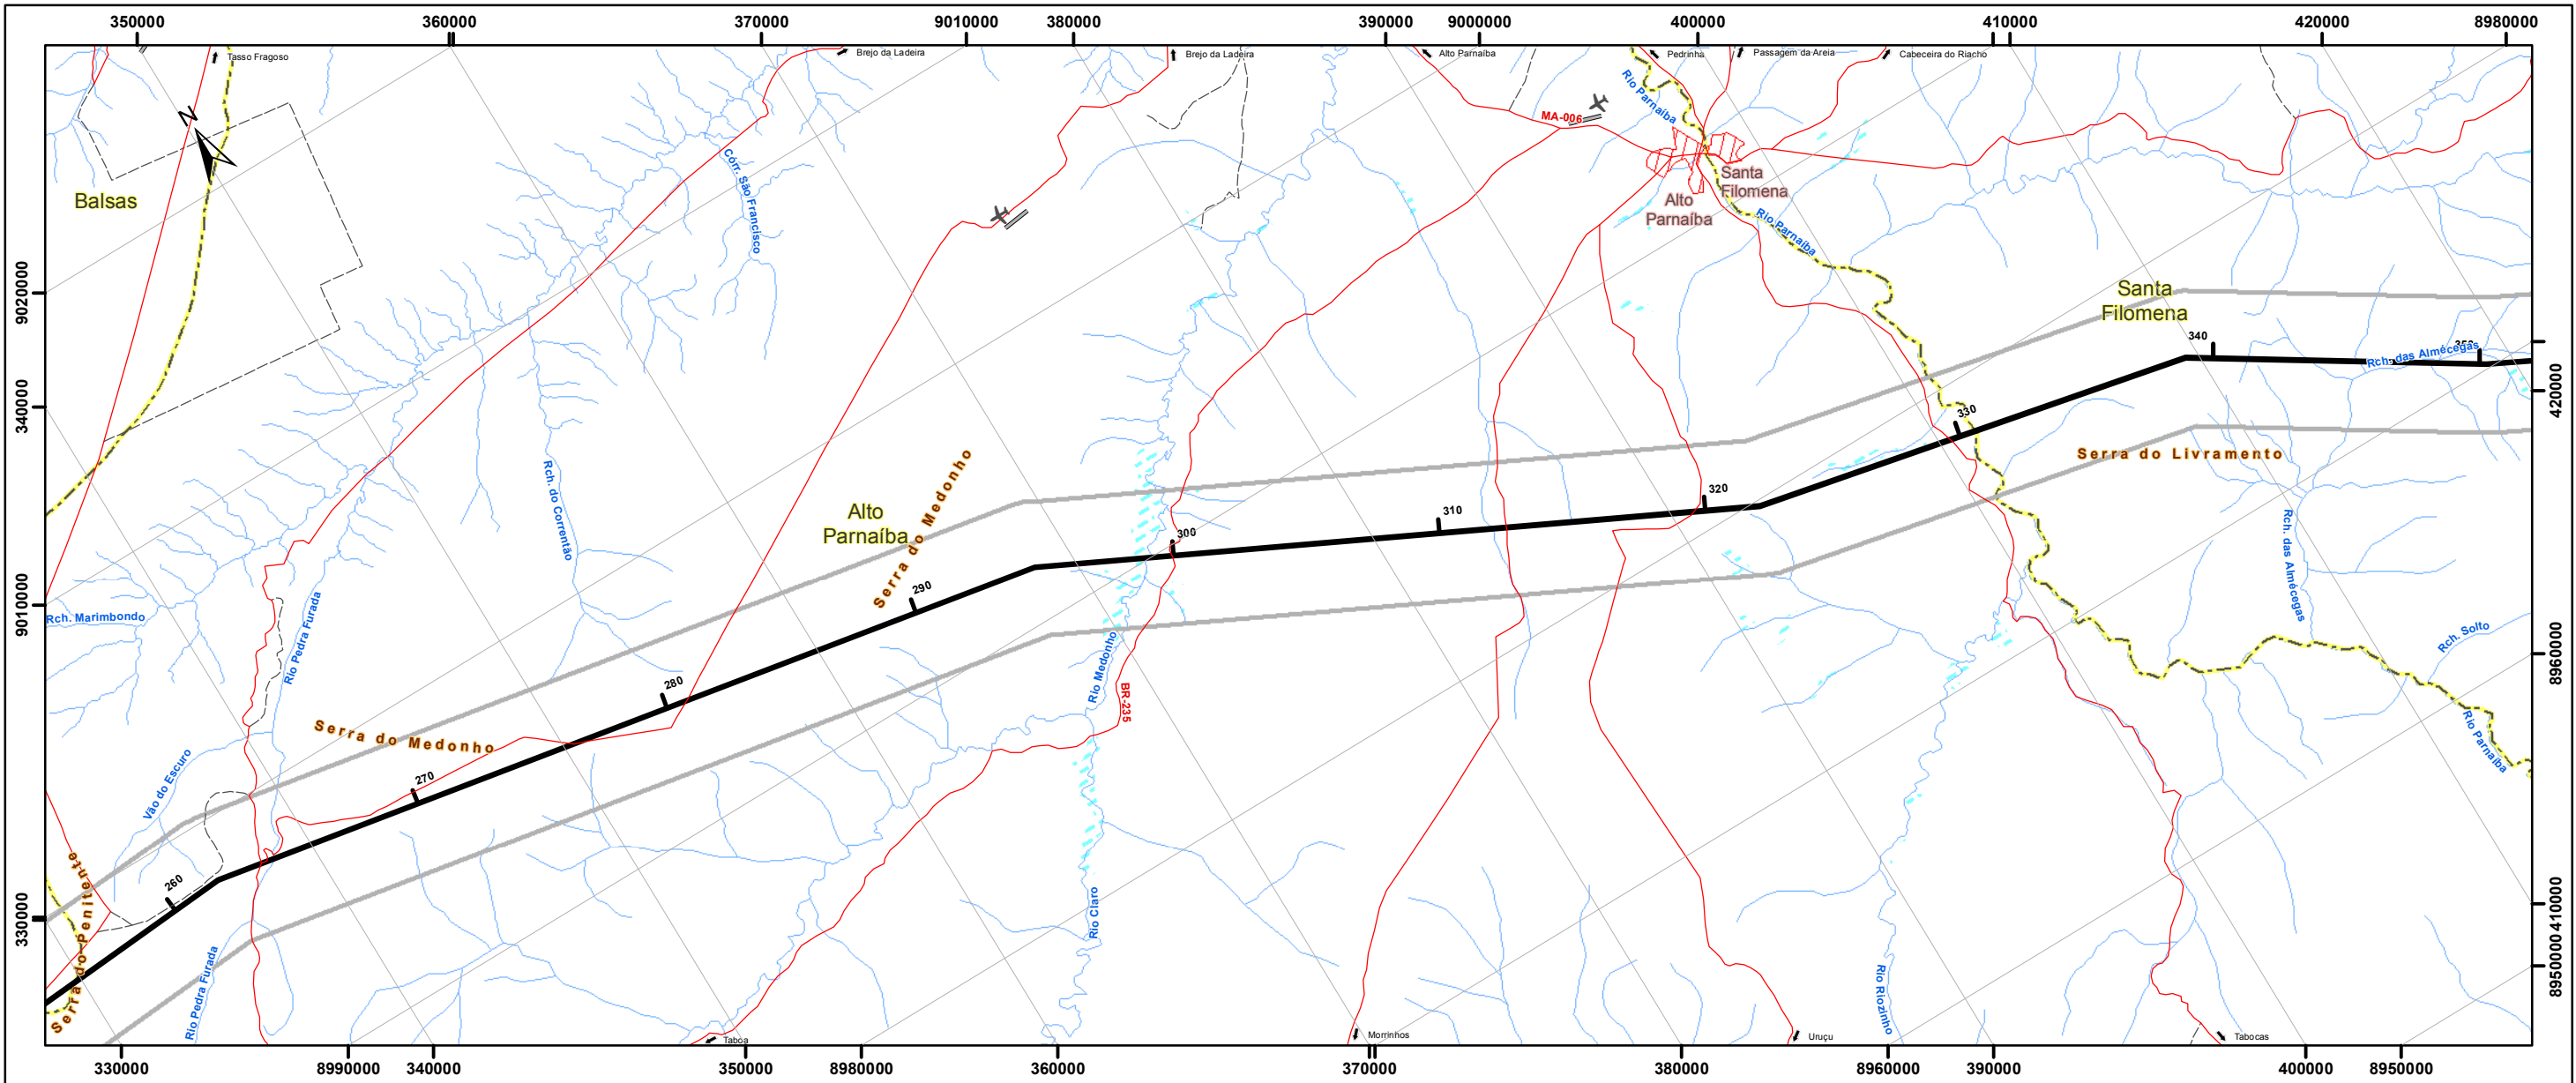 350000
360000
370000
9010000
380000
390000
9000000
400000
410000
420000
8980000
Tasso Fragoso
Brejo da Ladeira
Brejo da Ladeira
Alto Parnaíba
Pedrinha
Passagem da Areia
Cabeceira do Riacho
N
Rio Parnaíba
MA-006
Balsas
Córr. São Francisco
Santa
Filomena
Alto
Parnaíba
Rio Parnaíba
9020000
Santa
Filomena
340
350
Rch. das Almécegas
340000
420000
330
Serra do Livramento
Serra do Medonho
Rch. do Correntão
Alto
Parnaíba
320
310
300
290
Rch. das Almécegas
9010000
Rch. Marimbondo
Rio Pedra Furada
Rch. Solto
8960000
Rio Medonho
BR-235
280
Serra do Medonho
Rio Parnaíba
270
Vão do Escuro
260
Serra do Penitente
330000
410000
Rio Claro
Rio Pedra Furada
8950000
Rio Riozinho
Taboa
Morrinhos
Uruçu
Tabocas
330000
8990000
340000
350000
8980000
360000
370000
380000
8960000
390000
400000
8950000